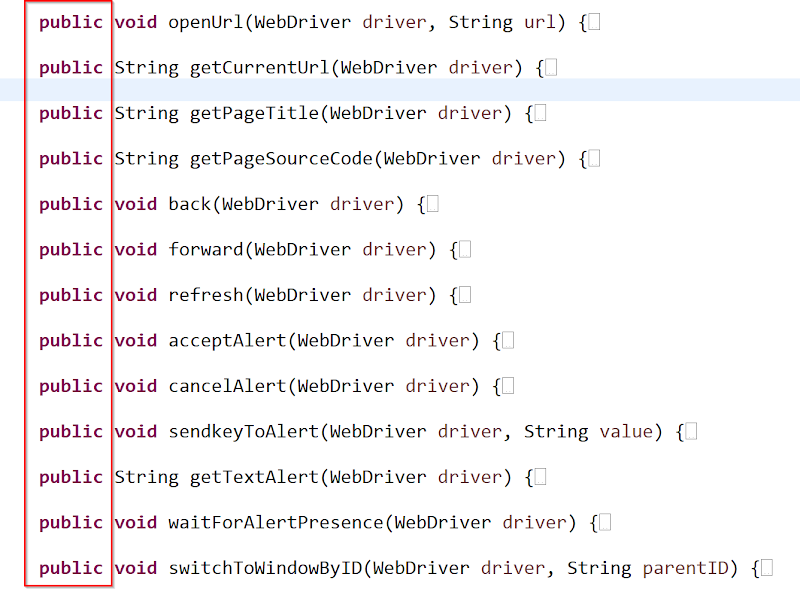 public void openUrl(WebDriver driver, String url) {
public String getCurrentUrl(WebDriver driver) {
public String getPageTitle(WebDriver driver) {
public String getPageSourceCode(WebDriver driver) {
public void back(WebDriver driver) {
public void forward(WebDriver driver) {
public void refresh(WebDriver driver) {
public void acceptAlert(WebDriver driver) {
public void cancelAlert(WebDriver driver) {
public void sendkeyToAlert(WebDriver driver, String value) {
public String getTextAlert(WebDriver driver) {
public void waitForAlertPresence(WebDriver driver) {
public void switchToWindowByID(WebDriver driver, String parentID) {